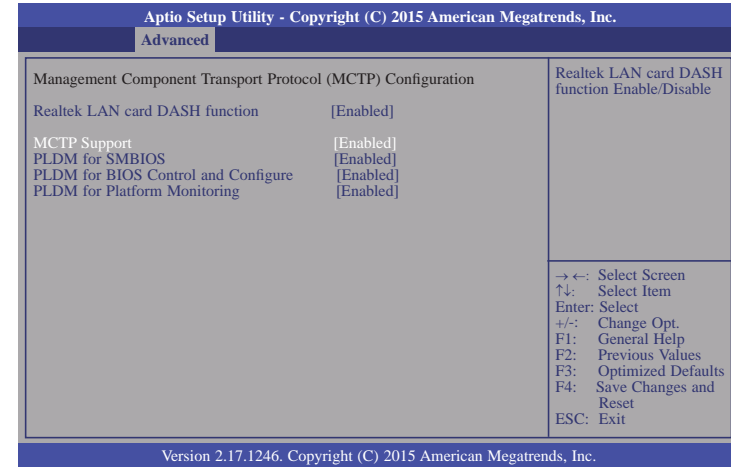 Aptio Setup Utility - Copyright (C) 2015 American Megatrends, Inc.
Advanced
Management Component Transport Protocol (MCTP) Configuration
Realtek LAN card DASH function [Enabled]
MCTP Support [Enabled]
PLDM for SMBIOS [Enabled]
PLDM for BIOS Control and Configure [Enabled]
PLDM for Platform Monitoring [Enabled]
Realtek LAN card DASH
function Enable/Disable
→ ←: Select Screen
↑↓: Select Item
Enter: Select
+/-: Change Opt.
F1: General Help
F2: Previous Values
F3: Optimized Defaults
F4: Save Changes and
Reset
ESC: Exit
Version 2.17.1246. Copyright (C) 2015 American Megatrends, Inc.